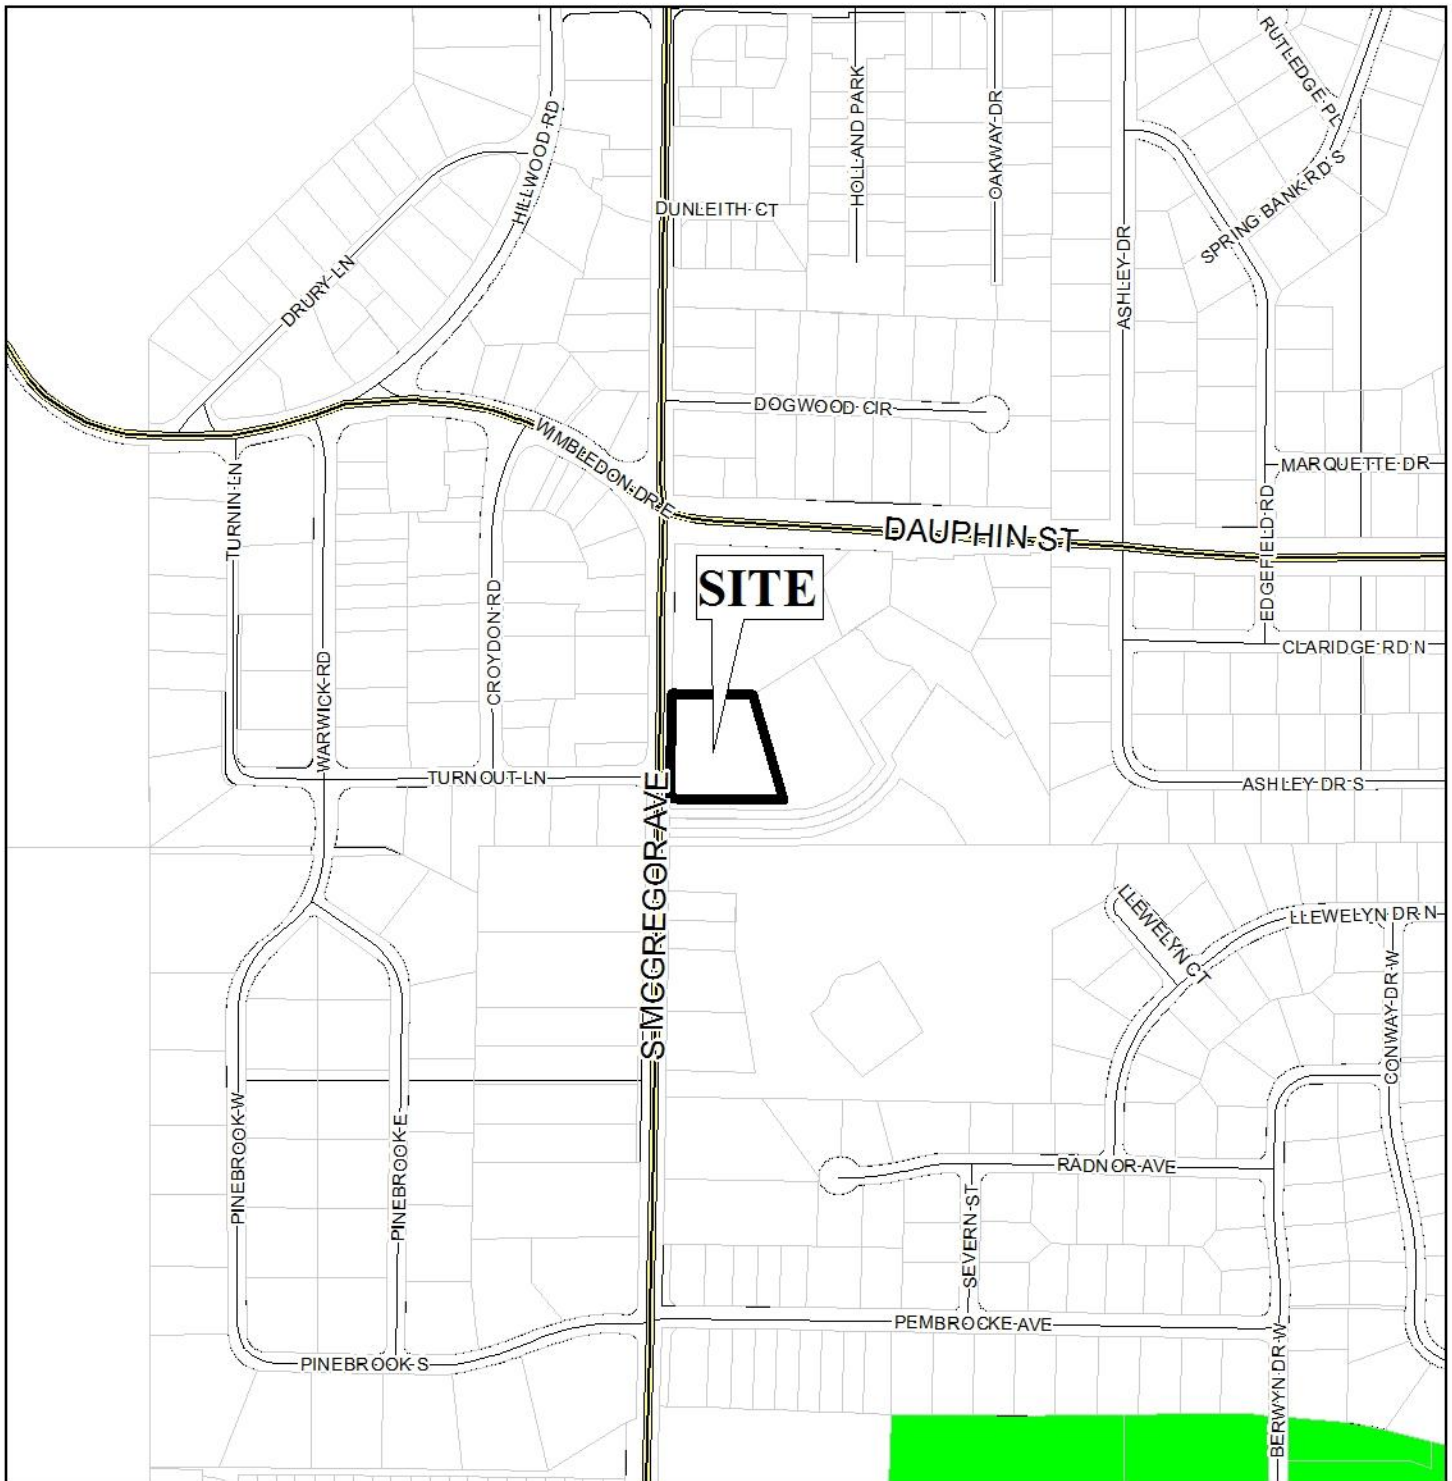 RUTLEDGE PL
HILLWOOD RD
HOLLAND PARK
OAKWAY DR
DUNLEITH CT
SPRING BANK RD S
ASHLEY DR
DRURY LN
DOGWOOD CIR
WIMBLEDON DR E
MARQUETTE DR
TURNIN LN
DAUPHIN ST
EDGEFIELD RD
SITE
CROYDON RD
CLARIDGE RD N
WARWICK RD
TURNOUT LN
ASHLEY DR S
S MCGREGOR AVE
LLEWELYN CT
LLEWELYN DR N
CONWAY DR W
PINEBROOK W
PINEBROOK E
RADNOR AVE
SEVERN ST
PEMBROCKE AVE
PINEBROOK S
BERWYN DR W